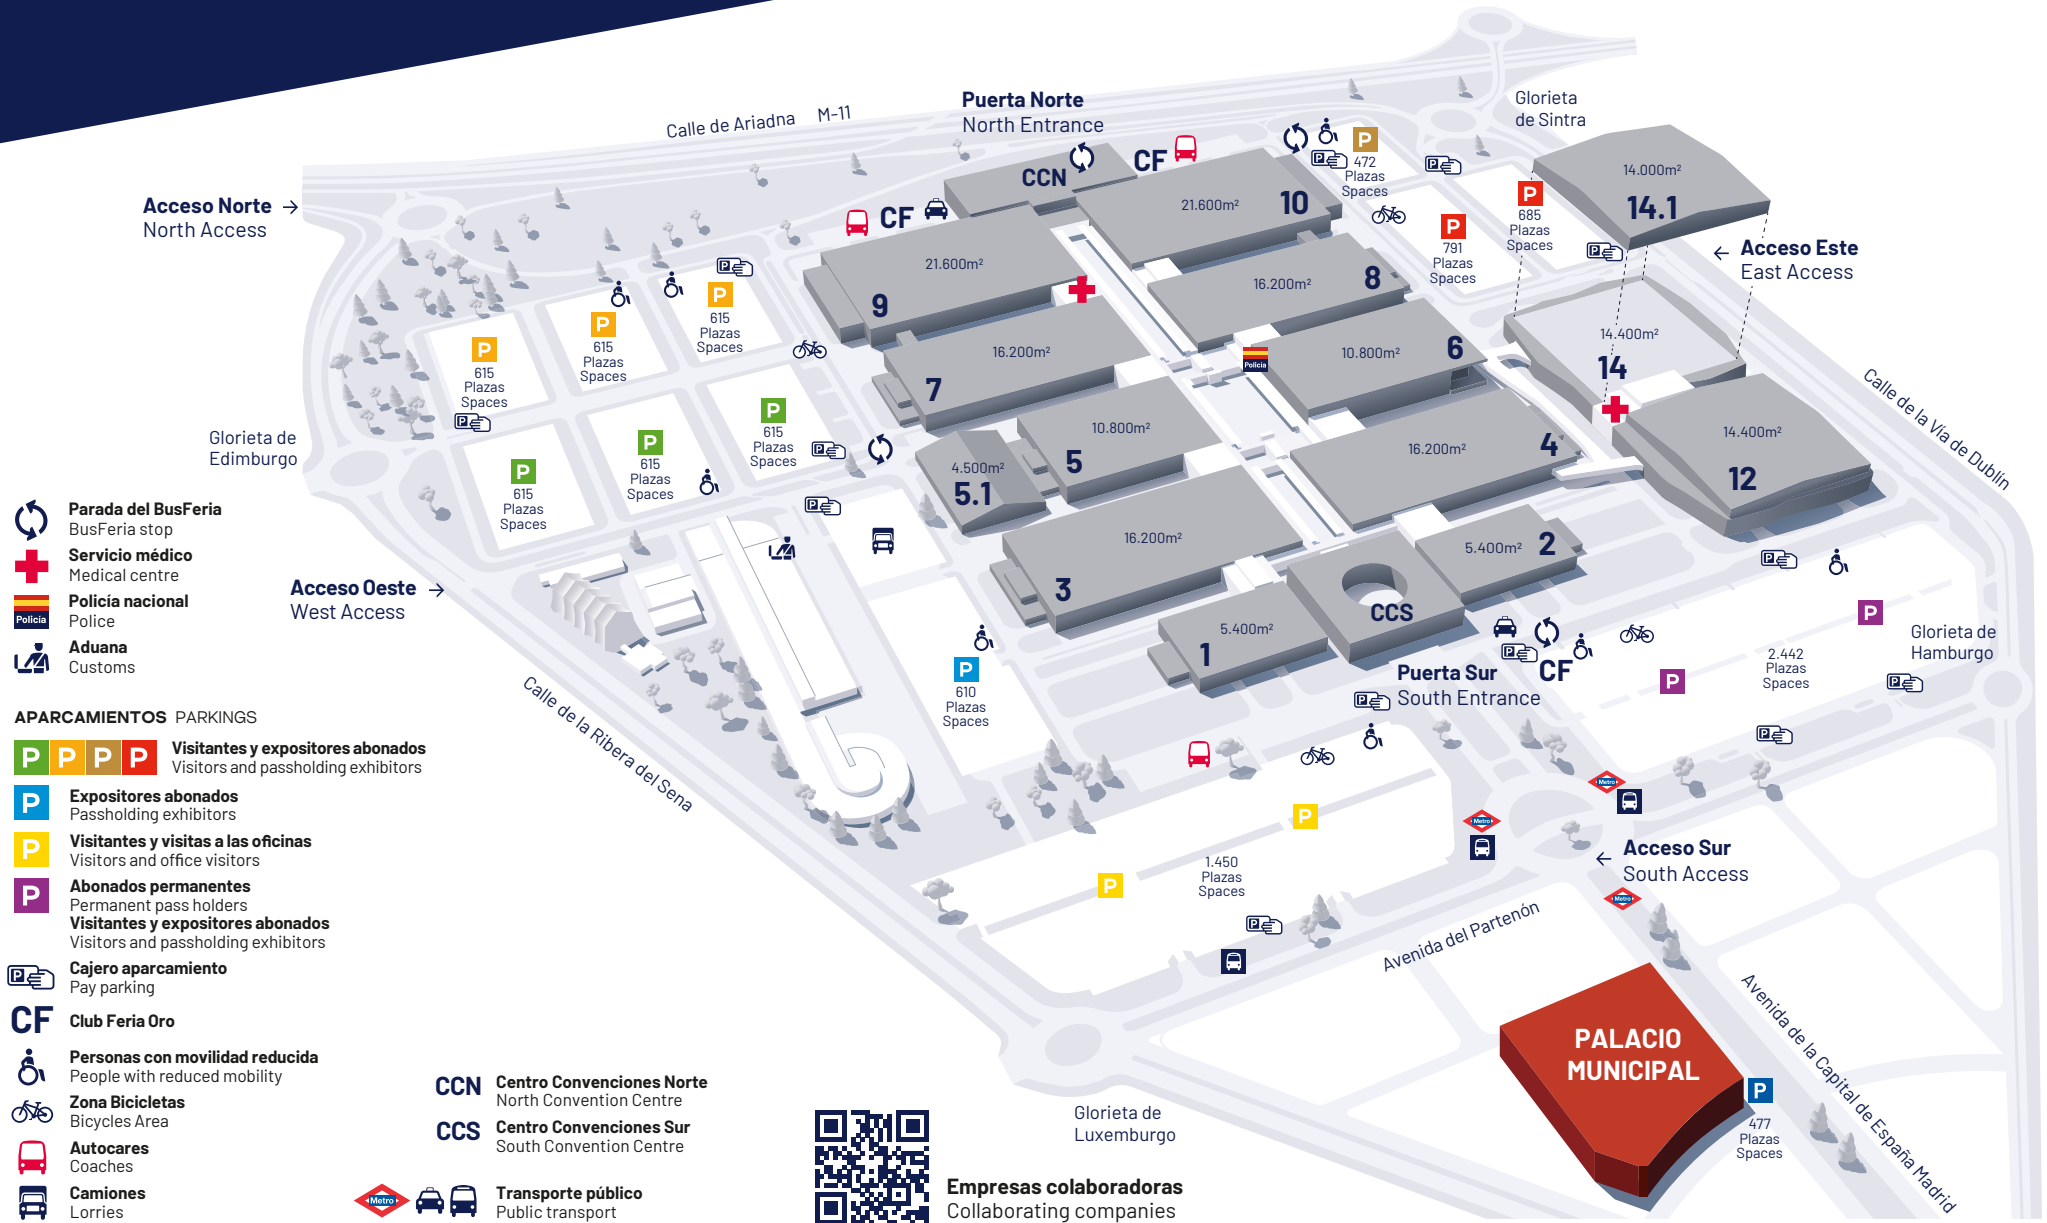 Calle de Ariadna M-11
Puerta Norte
North Entrance
Glorieta
de Sintra
Acceso Norte →
North Access
CCN
CF
CF
P
472
Plazas
Spaces
P
685
Plazas
Spaces
P
791
Plazas
Spaces
14.000m²
14.1
← Acceso Este
East Access
21.600m²
10
21.600m²
9
16.200m²
8
16.200m²
7
10.800m²
6
Policía
14.400m²
14
10.800m²
5
4.500m²
5.1
16.200m²
4
14.400m²
12
16.200m²
3
5.400m²
2
5.400m²
1
CCS
P
615
Plazas
Spaces
P
615
Plazas
Spaces
P
615
Plazas
Spaces
P
615
Plazas
Spaces
P
615
Plazas
Spaces
P
615
Plazas
Spaces
Glorieta de
Edimburgo
Calle de la Vía de Dublín
Acceso Oeste →
West Access
Calle de la Ribera del Sena
P
610
Plazas
Spaces
CF
Puerta Sur
South Entrance
P
P
2.442
Plazas
Spaces
Glorieta de
Hamburgo
P
P
1.450
Plazas
Spaces
Metro
Metro
Metro
← Acceso Sur
South Access
Avenida del Partenón
Avenida de la Capital de España Madrid
PALACIO
MUNICIPAL
P
477
Plazas
Spaces
Glorieta de
Luxemburgo
Parada del BusFeria
BusFeria stop
Servicio médico
Medical centre
Policía
Policía nacional
Police
Aduana
Customs
APARCAMIENTOS PARKINGS
P P P P
Visitantes y expositores abonados
Visitors and passholding exhibitors
P
Expositores abonados
Passholding exhibitors
P
Visitantes y visitas a las oficinas
Visitors and office visitors
P
Abonados permanentes
Permanent pass holders
Visitantes y expositores abonados
Visitors and passholding exhibitors
P
Cajero aparcamiento
Pay parking
CF Club Feria Oro
Personas con movilidad reducida
People with reduced mobility
Zona Bicicletas
Bicycles Area
Autocares
Coaches
Camiones
Lorries
CCN Centro Convenciones Norte
North Convention Centre
CCS Centro Convenciones Sur
South Convention Centre
Metro
Transporte público
Public transport
Empresas colaboradoras
Collaborating companies